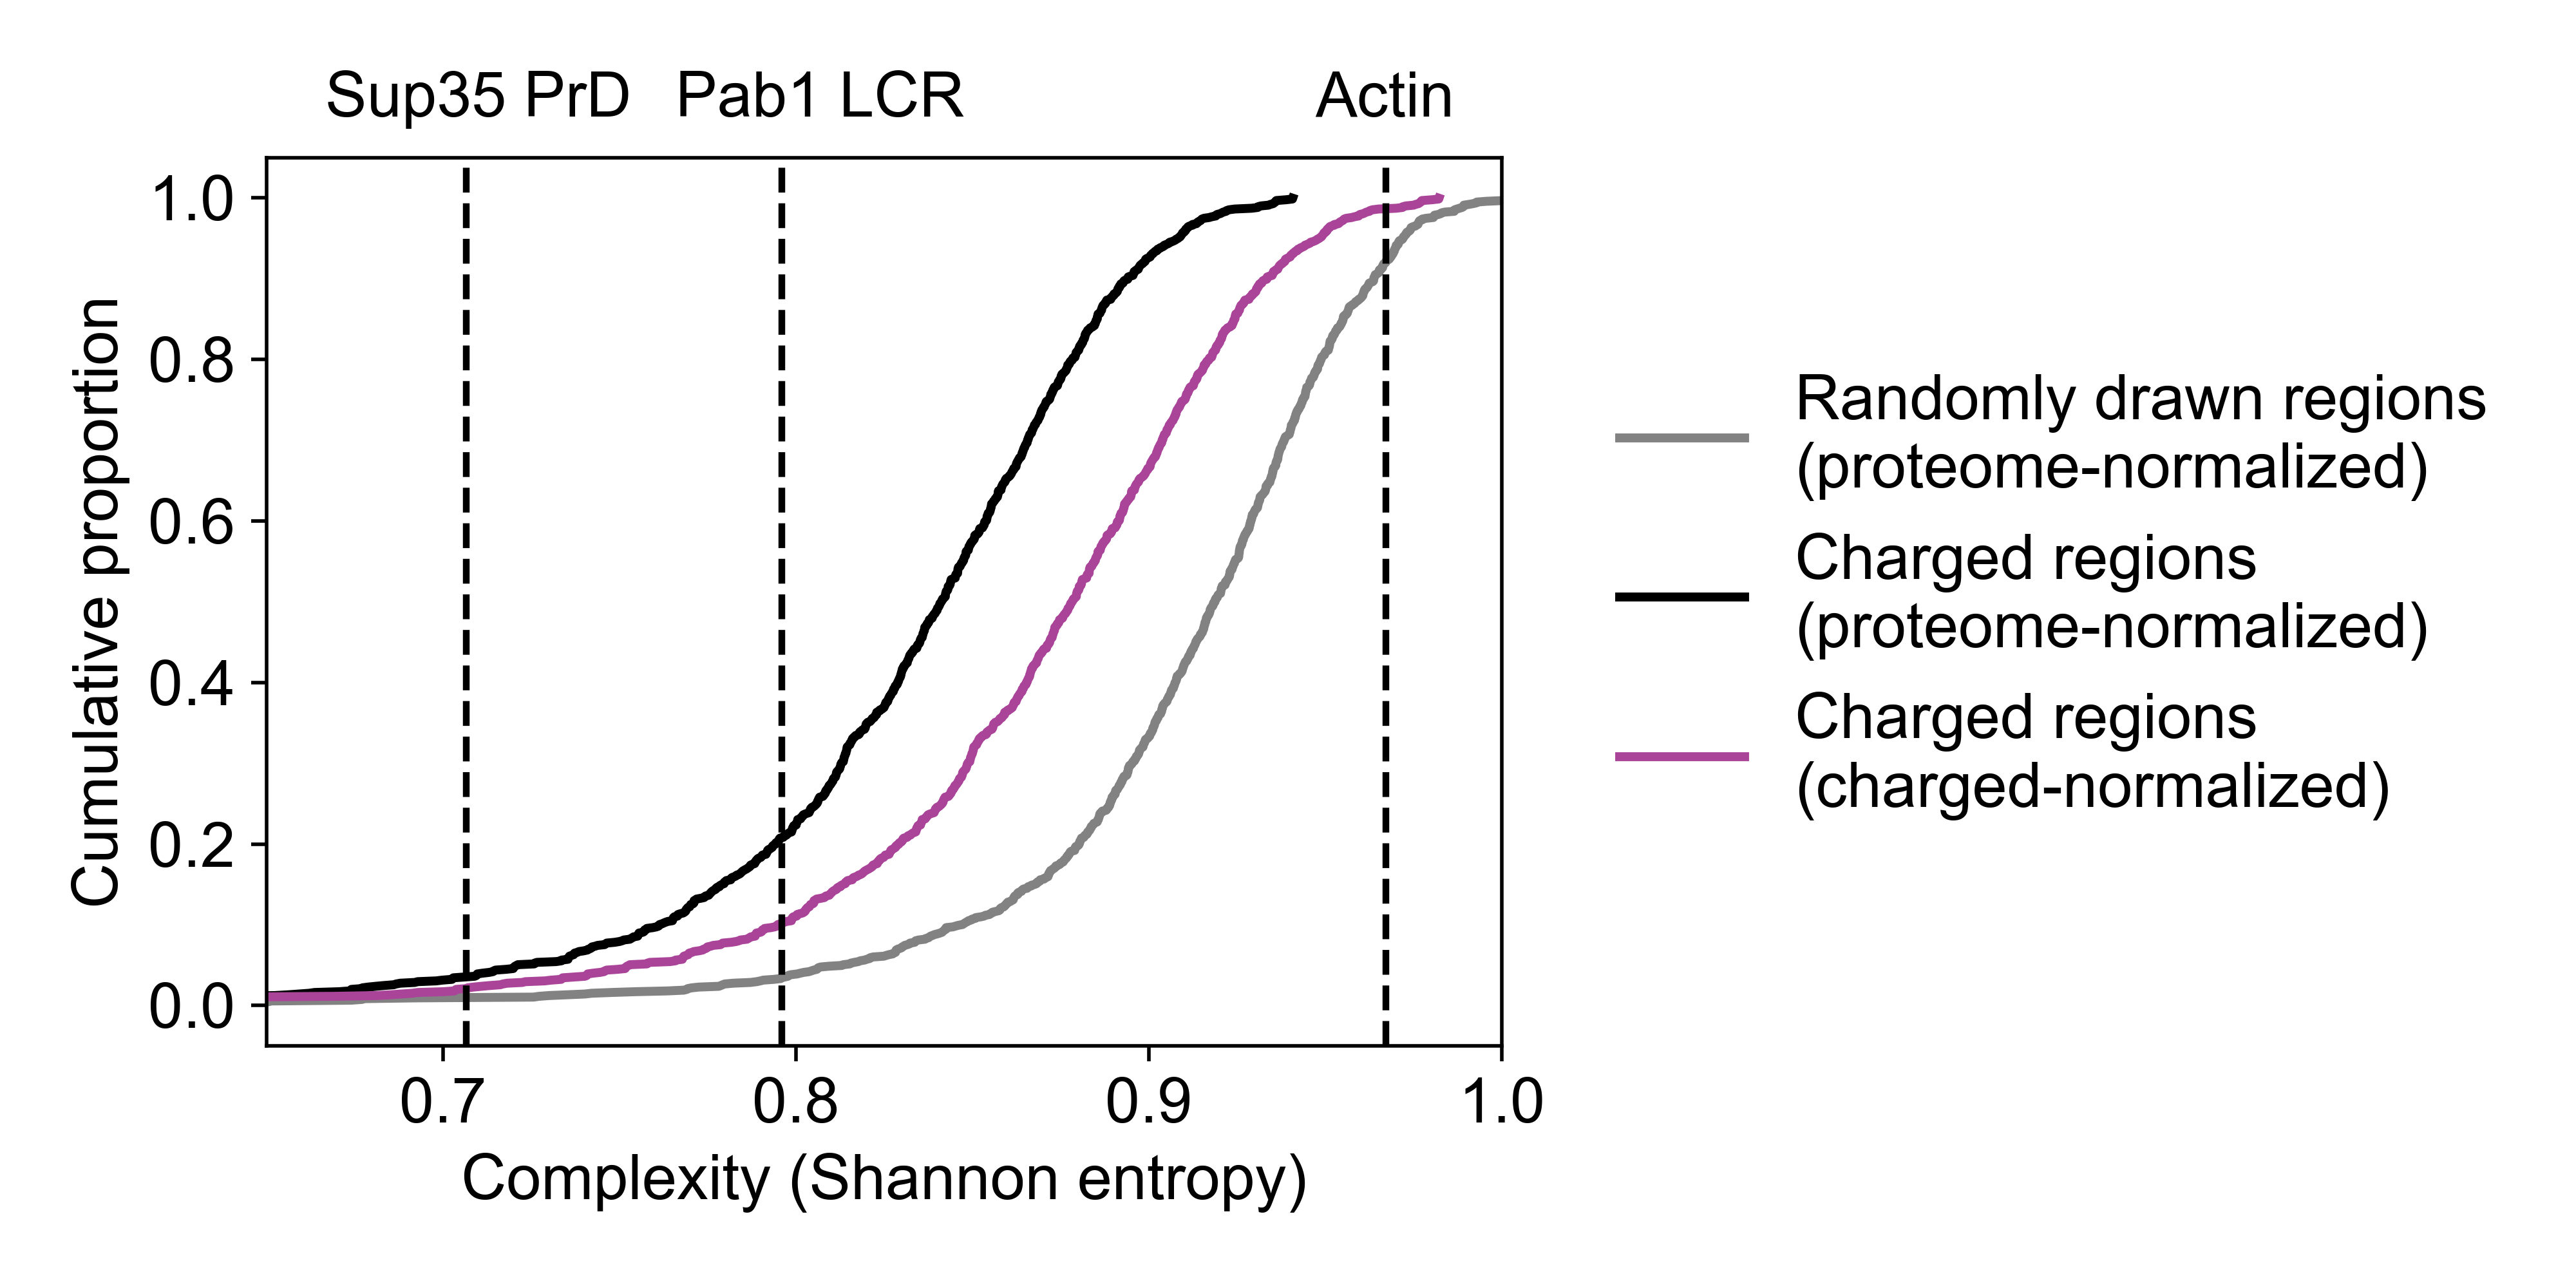 Sup35 PrD Pab1 LCR Actin
1.0
0.8
0.6
0.4
0.2
0.0
Cumulative proportion
0.7 0.8 0.9 1.0
Complexity (Shannon entropy)
Randomly drawn regions
(proteome-normalized)
Charged regions
(proteome-normalized)
Charged regions
(charged-normalized)